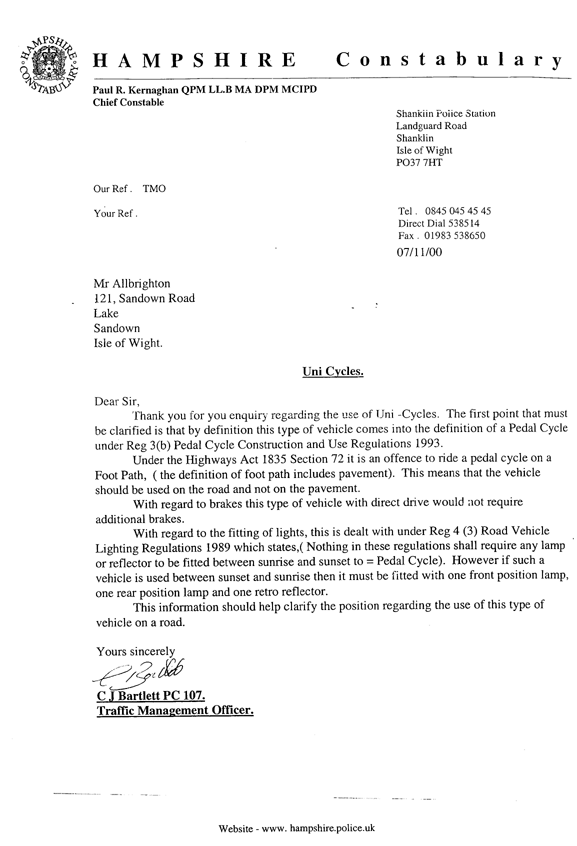 HAMPSHIRE
CONSTABULARY
HAMPSHIRE Constabulary
Paul R. Kernaghan QPM LL.B MA DPM MCIPD
Chief Constable
Shanklin Police Station
Landguard Road
Shanklin
Isle of Wight
PO37 7HT
Our Ref . TMO
Your Ref .
Tel . 0845 045 45 45
Direct Dial 538514
Fax . 01983 538650
07/11/00
Mr Allbrighton
121, Sandown Road
Lake
Sandown
Isle of Wight.
Uni Cycles.
Dear Sir,
Thank you for you enquiry regarding the use of Uni -Cycles. The first point that must
be clarified is that by definition this type of vehicle comes into the definition of a Pedal Cycle
under Reg 3(b) Pedal Cycle Construction and Use Regulations 1993.
Under the Highways Act 1835 Section 72 it is an offence to ride a pedal cycle on a
Foot Path, ( the definition of foot path includes pavement). This means that the vehicle
should be used on the road and not on the pavement.
With regard to brakes this type of vehicle with direct drive would not require
additional brakes.
With regard to the fitting of lights, this is dealt with under Reg 4 (3) Road Vehicle
Lighting Regulations 1989 which states,( Nothing in these regulations shall require any lamp
or reflector to be fitted between sunrise and sunset to = Pedal Cycle). However if such a
vehicle is used between sunset and sunrise then it must be fitted with one front position lamp,
one rear position lamp and one retro reflector.
This information should help clarify the position regarding the use of this type of
vehicle on a road.
Yours sincerely
C J Bartlett PC 107.
Traffic Management Officer.
Website - www. hampshire.police.uk